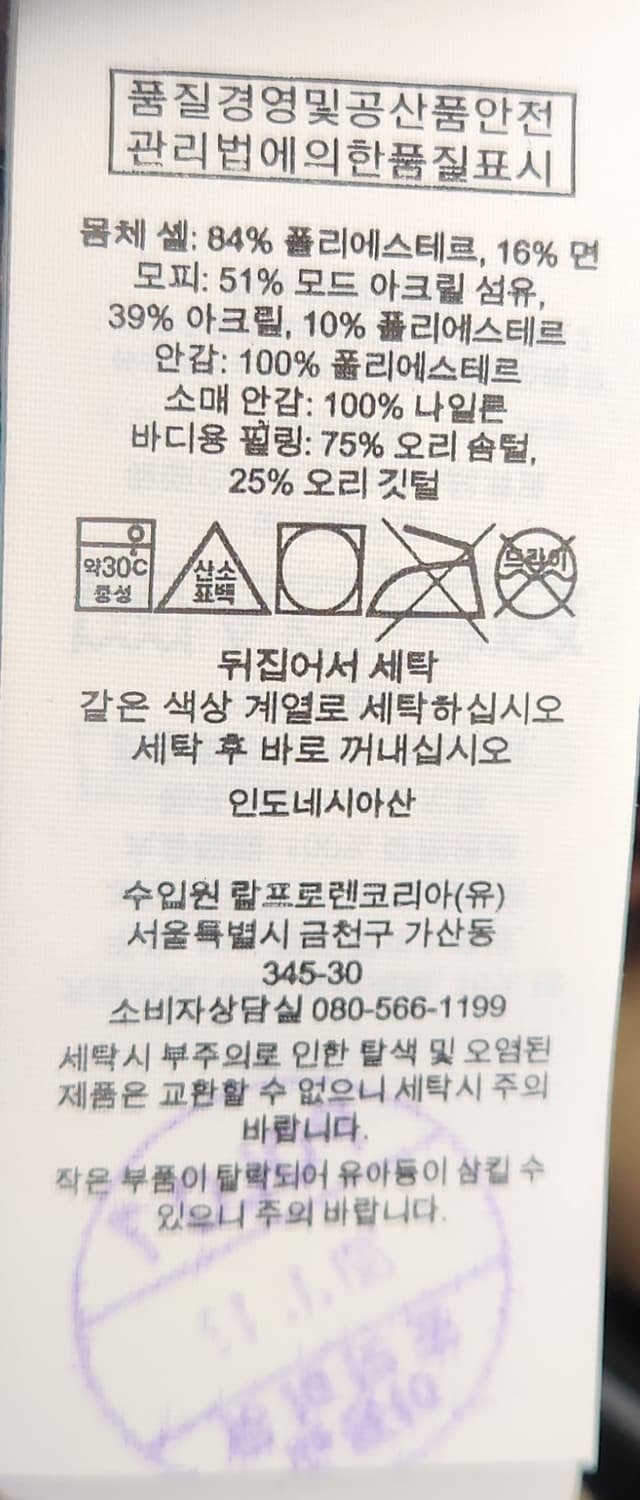 품질경영및공산품안전
관리법에의한품질표시
몸체 쉘: 84% 폴리에스테르, 16% 면
모피: 51% 모드 아크릴 섬유,
39% 아크릴, 10% 폴리에스테르
안감: 100% 폴리에스테르
소매 안감: 100% 나일론
바디용 필링: 75% 오리 솜털,
25% 오리 깃털
약30C
중성
산소
표백
드라이
뒤집어서 세탁
같은 색상 계열로 세탁하십시오
세탁 후 바로 꺼내십시오
인도네시아산
수입원 랄프로렌코리아(유)
서울특별시 금천구 가산동
345-30
소비자상담실 080-566-1199
세탁시 부주의로 인한 탈색 및 오염된
제품은 교환할 수 없으니 세탁시 주의
바랍니다.
작은 부품이 탈락되어 유아등이 삼킬 수
있으니 주의 바랍니다.